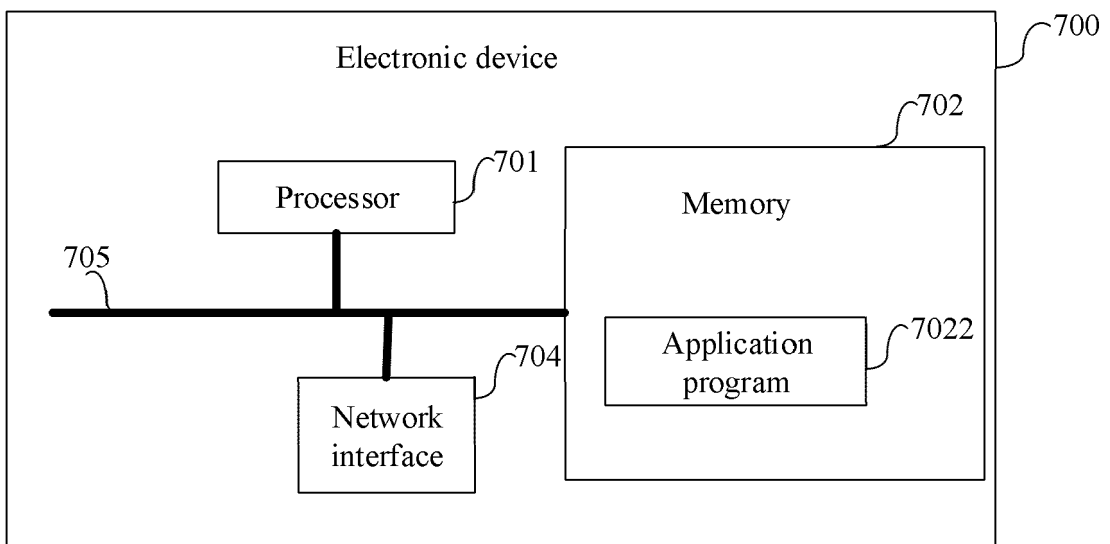 700
Electronic device
702
701
Processor
Memory
705
7022
Application
program
704
Network
interface